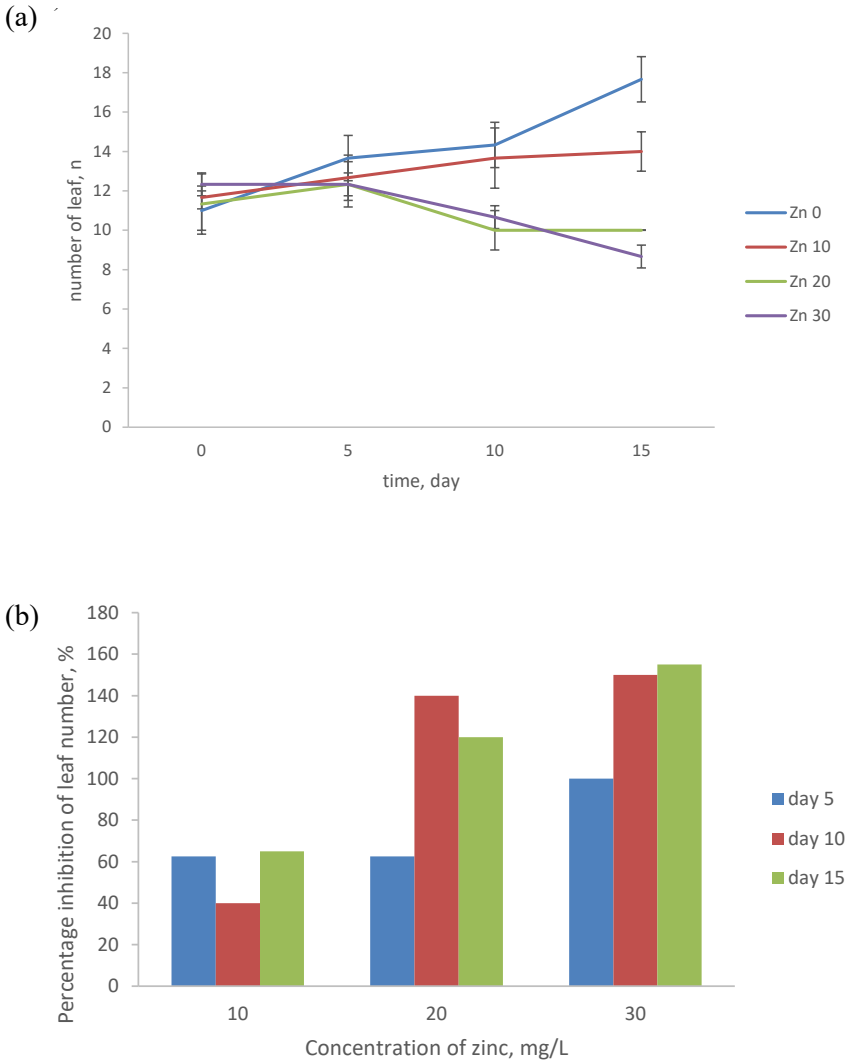 (a)
20
18
16
14
12
10
8
6
4
2
0
number of leaf, n
0 5 10 15
time, day
Zn 0
Zn 10
Zn 20
Zn 30
(b)
180
160
140
120
100
80
60
40
20
0
Percentage inhibition of leaf number, %
10 20 30
Concentration of zinc, mg/L
day 5
day 10
day 15